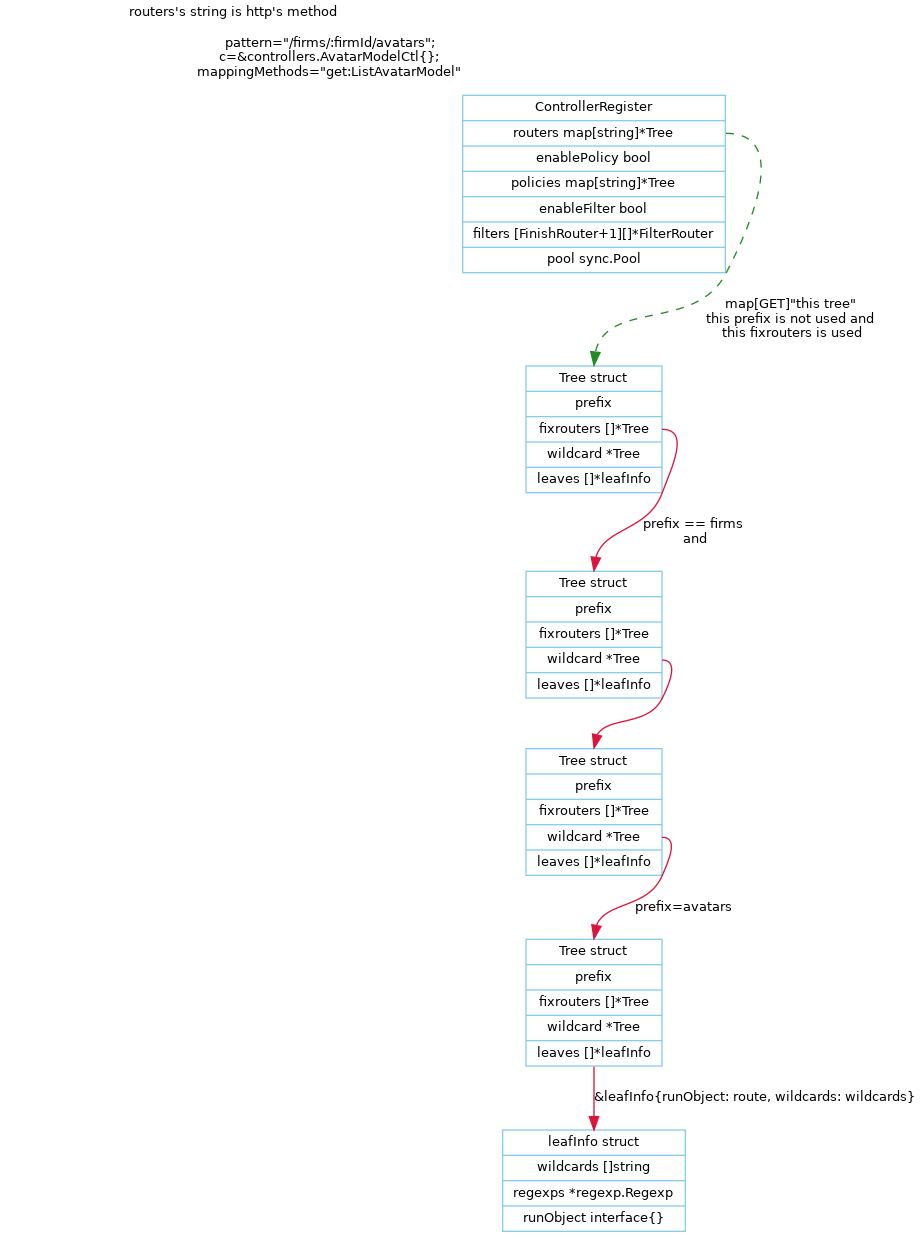 routers's string is http's method
pattern="/firms/:firmId/avatars";
c=&controllers.AvatarModelCtl{};
mappingMethods="get:ListAvatarModel"
ControllerRegister
routers map[string]*Tree
enablePolicy bool
policies map[string]*Tree
enableFilter bool
filters [FinishRouter+1][]*FilterRouter
pool sync.Pool
map[GET]"this tree"
this prefix is not used and
this fixrouters is used
Tree struct
prefix
fixrouters []*Tree
wildcard *Tree
leaves []*leafInfo
prefix == firms
and
Tree struct
prefix
fixrouters []*Tree
wildcard *Tree
leaves []*leafInfo
Tree struct
prefix
fixrouters []*Tree
wildcard *Tree
leaves []*leafInfo
prefix=avatars
Tree struct
prefix
fixrouters []*Tree
wildcard *Tree
leaves []*leafInfo
&leafInfo{runObject: route, wildcards: wildcards}
leafInfo struct
wildcards []string
regexps *regexp.Regexp
runObject interface{}